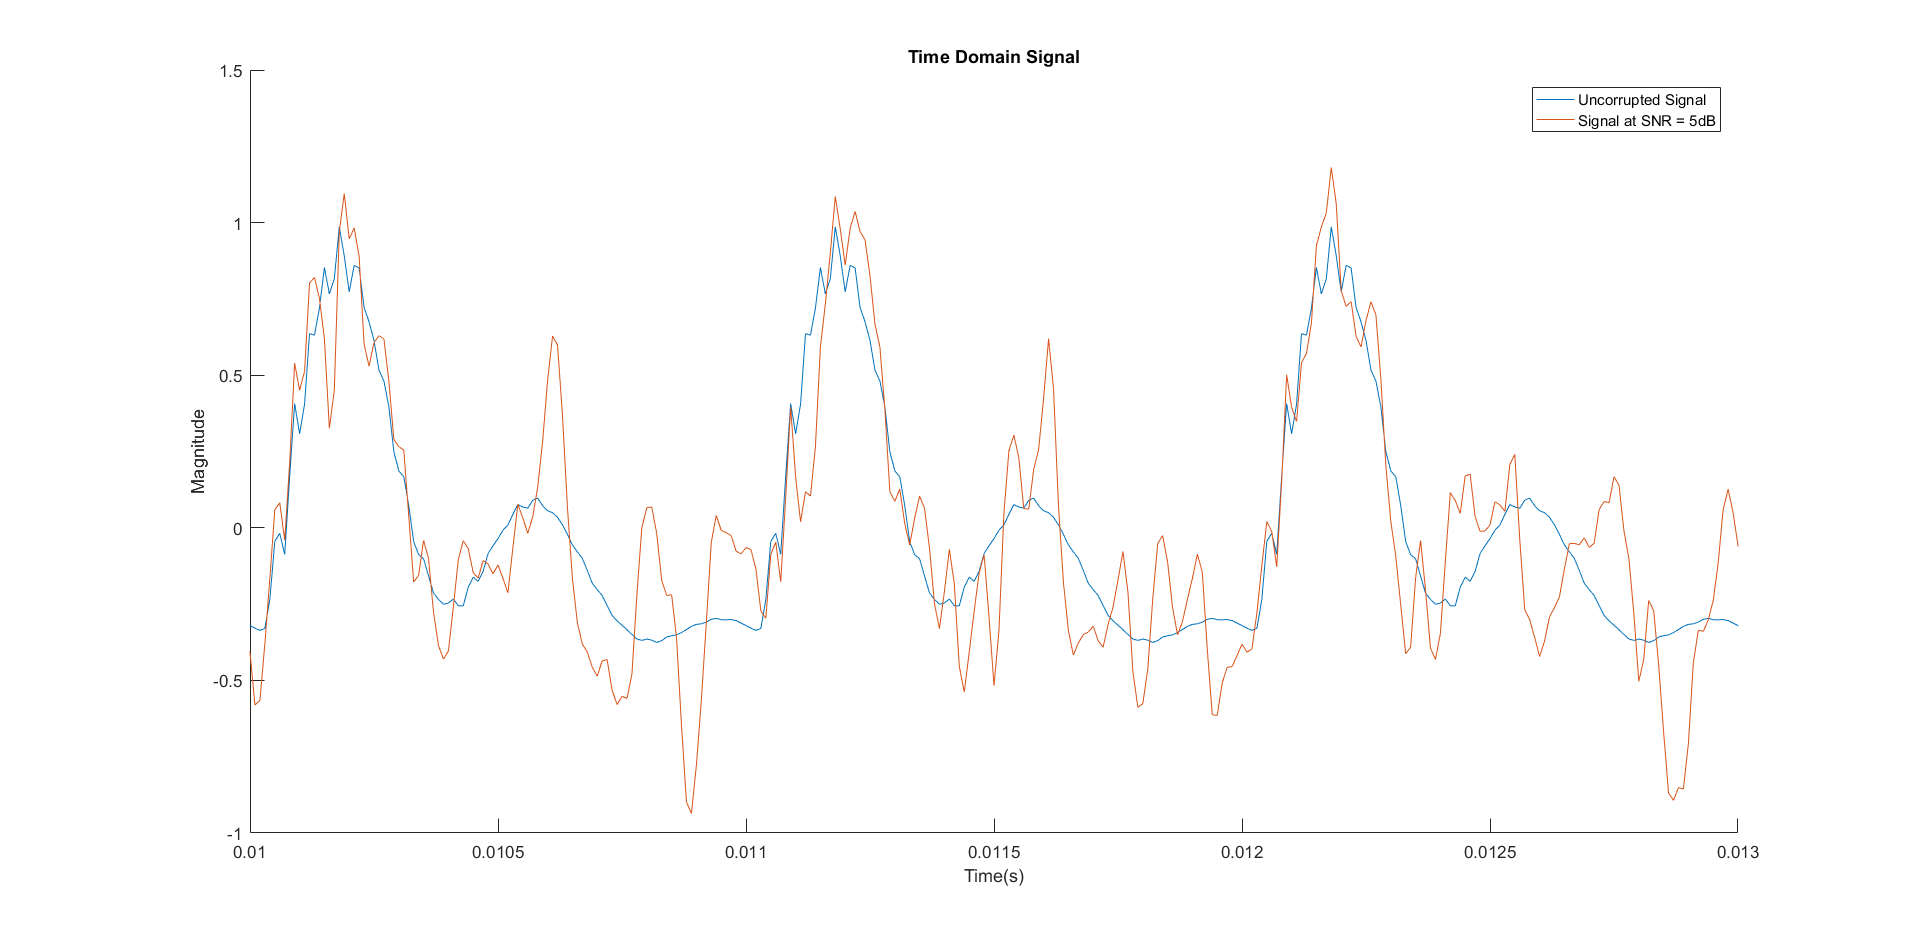 Time Domain Signal
1.5
Uncorrupted Signal
Signal at SNR = 5dB
1
0.5
Magnitude
0
-0.5
-1
0.01
0.0105
0.011
0.0115
0.012
0.0125
0.013
Time(s)